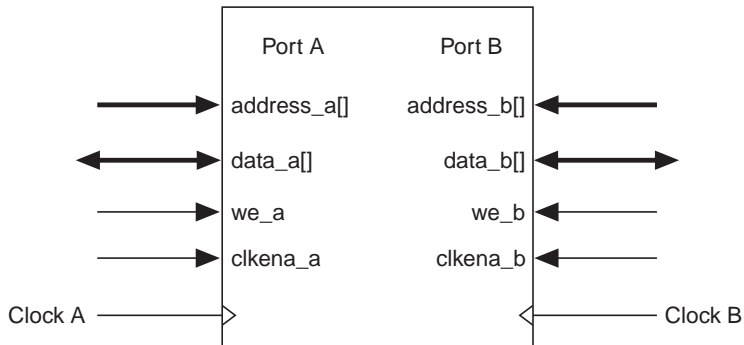 Port A Port B
address_a[] address_b[]
data_a[] data_b[]
we_a we_b
clkena_a clkena_b
Clock A Clock B